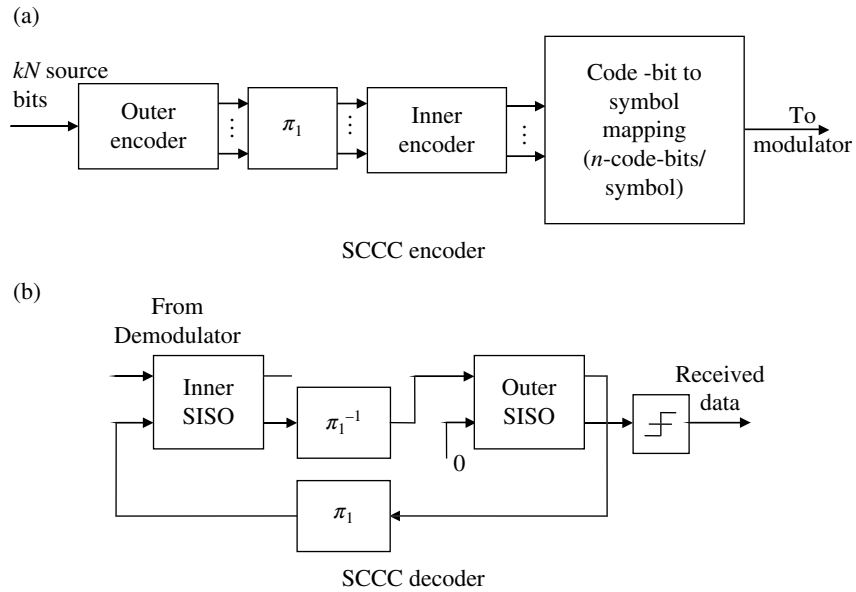 (a)
kN source
bits
Outer
encoder
π1
Inner
encoder
Code -bit to
symbol
mapping
(n-code-bits/
symbol)
To
modulator
SCCC encoder
(b)
From
Demodulator
Inner
SISO
π1−1
Outer
SISO
0
Received
data
π1
SCCC decoder